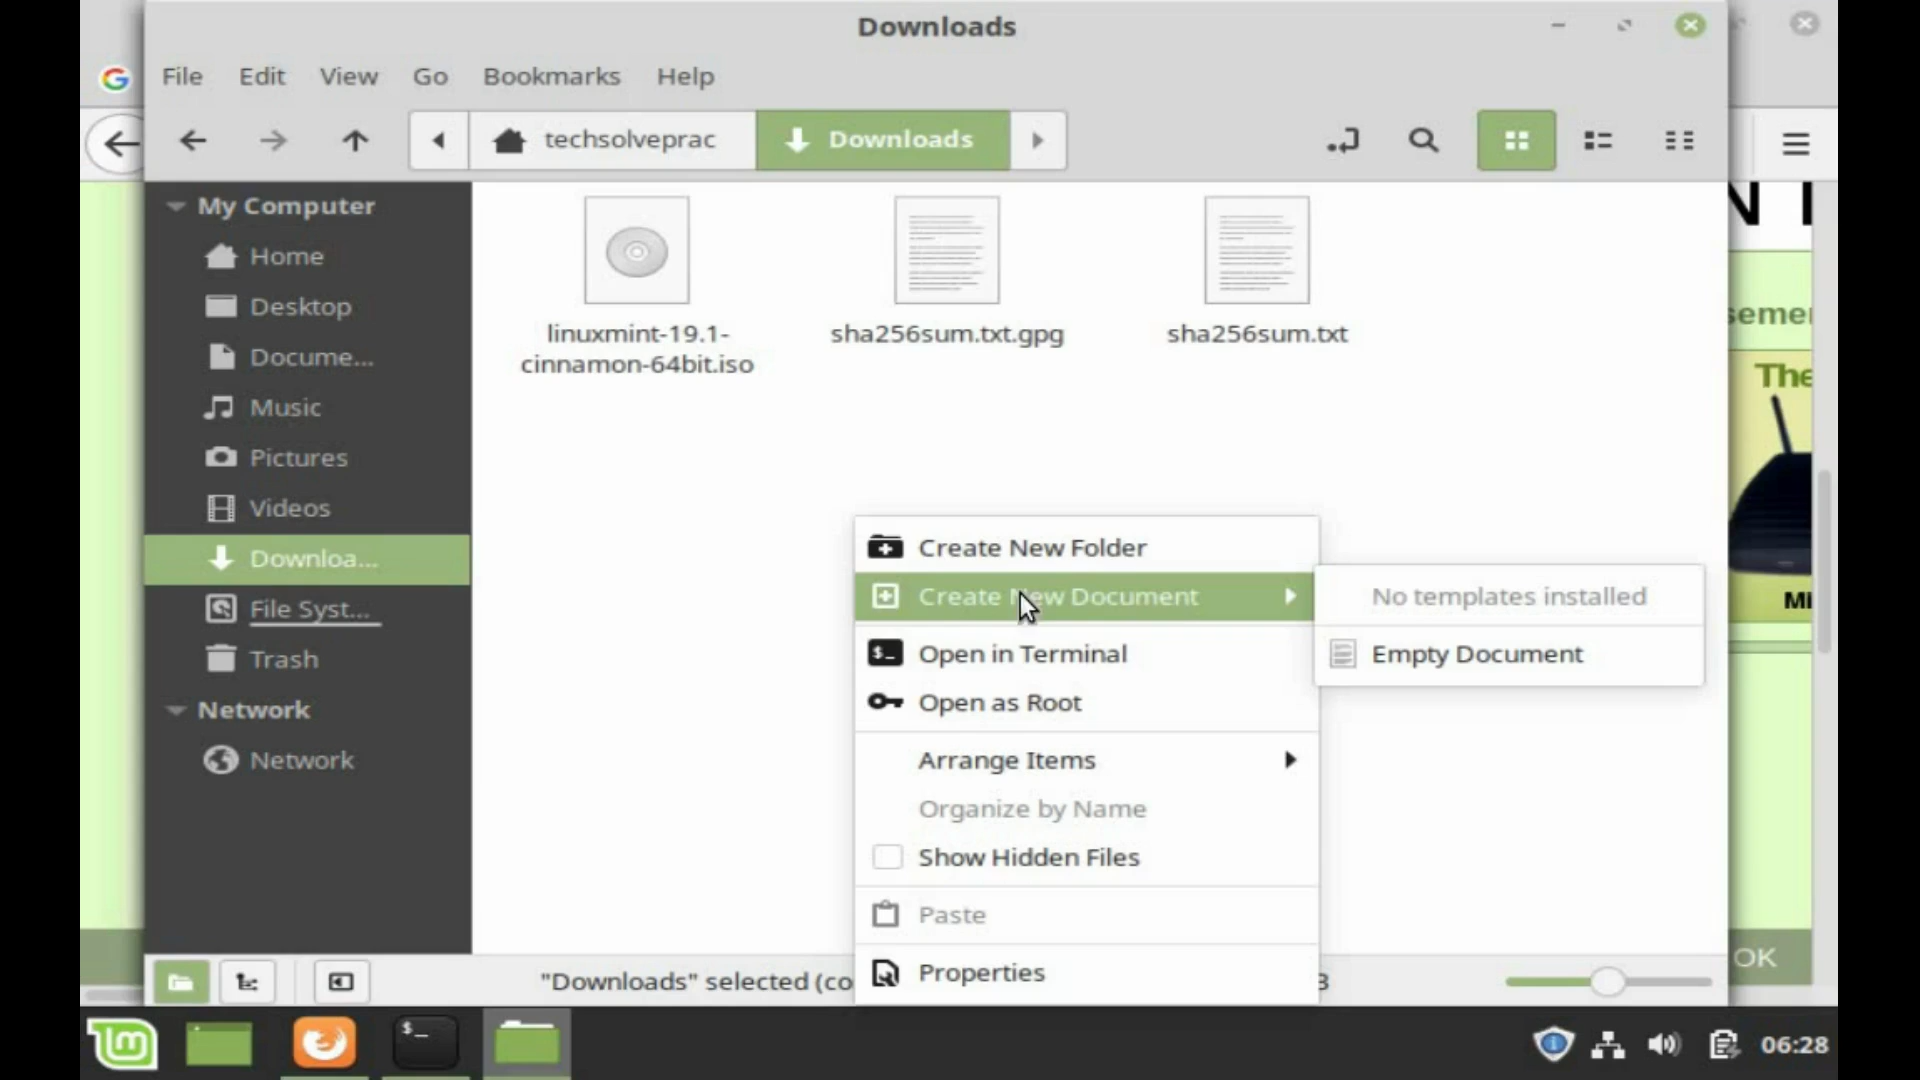 Downloads
File Edit View Go Bookmarks Help
techsolveprac Downloads
My Computer
Home
Desktop
Docume...
Music
Pictures
Videos
Downloa...
File Syst...
Trash
Network
Network
linuxmint-19.1-
cinnamon-64bit.iso
sha256sum.txt.gpg
sha256sum.txt
Create New Folder
Create New Document
Open in Terminal
Open as Root
Arrange Items
Organize by Name
Show Hidden Files
Paste
Properties
No templates installed
Empty Document
"Downloads" selected (co
The
OK
06:28